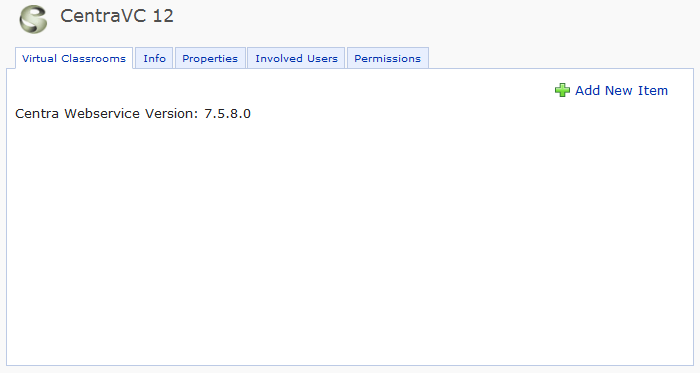 CentraVC 12
Virtual Classrooms Info Properties Involved Users Permissions
Add New Item
Centra Webservice Version: 7.5.8.0